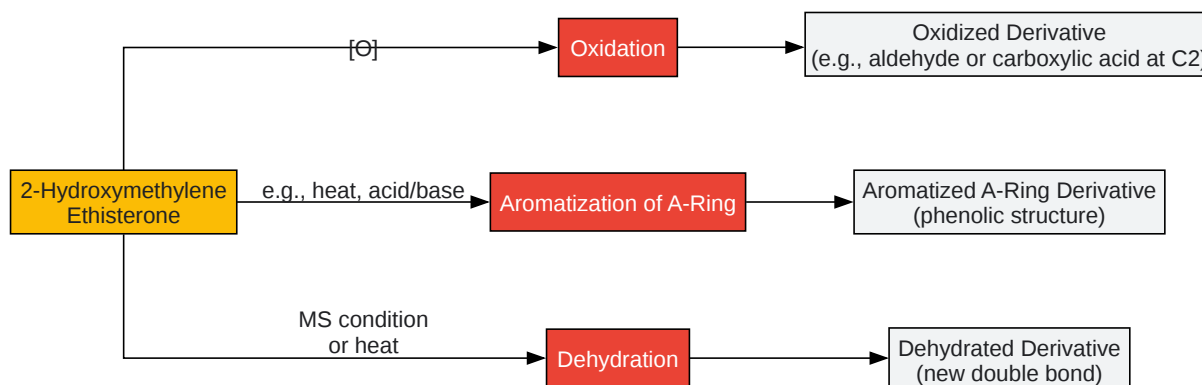 [O]
Oxidation
Oxidized Derivative
(e.g., aldehyde or carboxylic acid at C2)
2-Hydroxymethylene
Ethisterone
e.g., heat, acid/base
Aromatization of A-Ring
Aromatized A-Ring Derivative
(phenolic structure)
MS condition
or heat
Dehydration
Dehydrated Derivative
(new double bond)